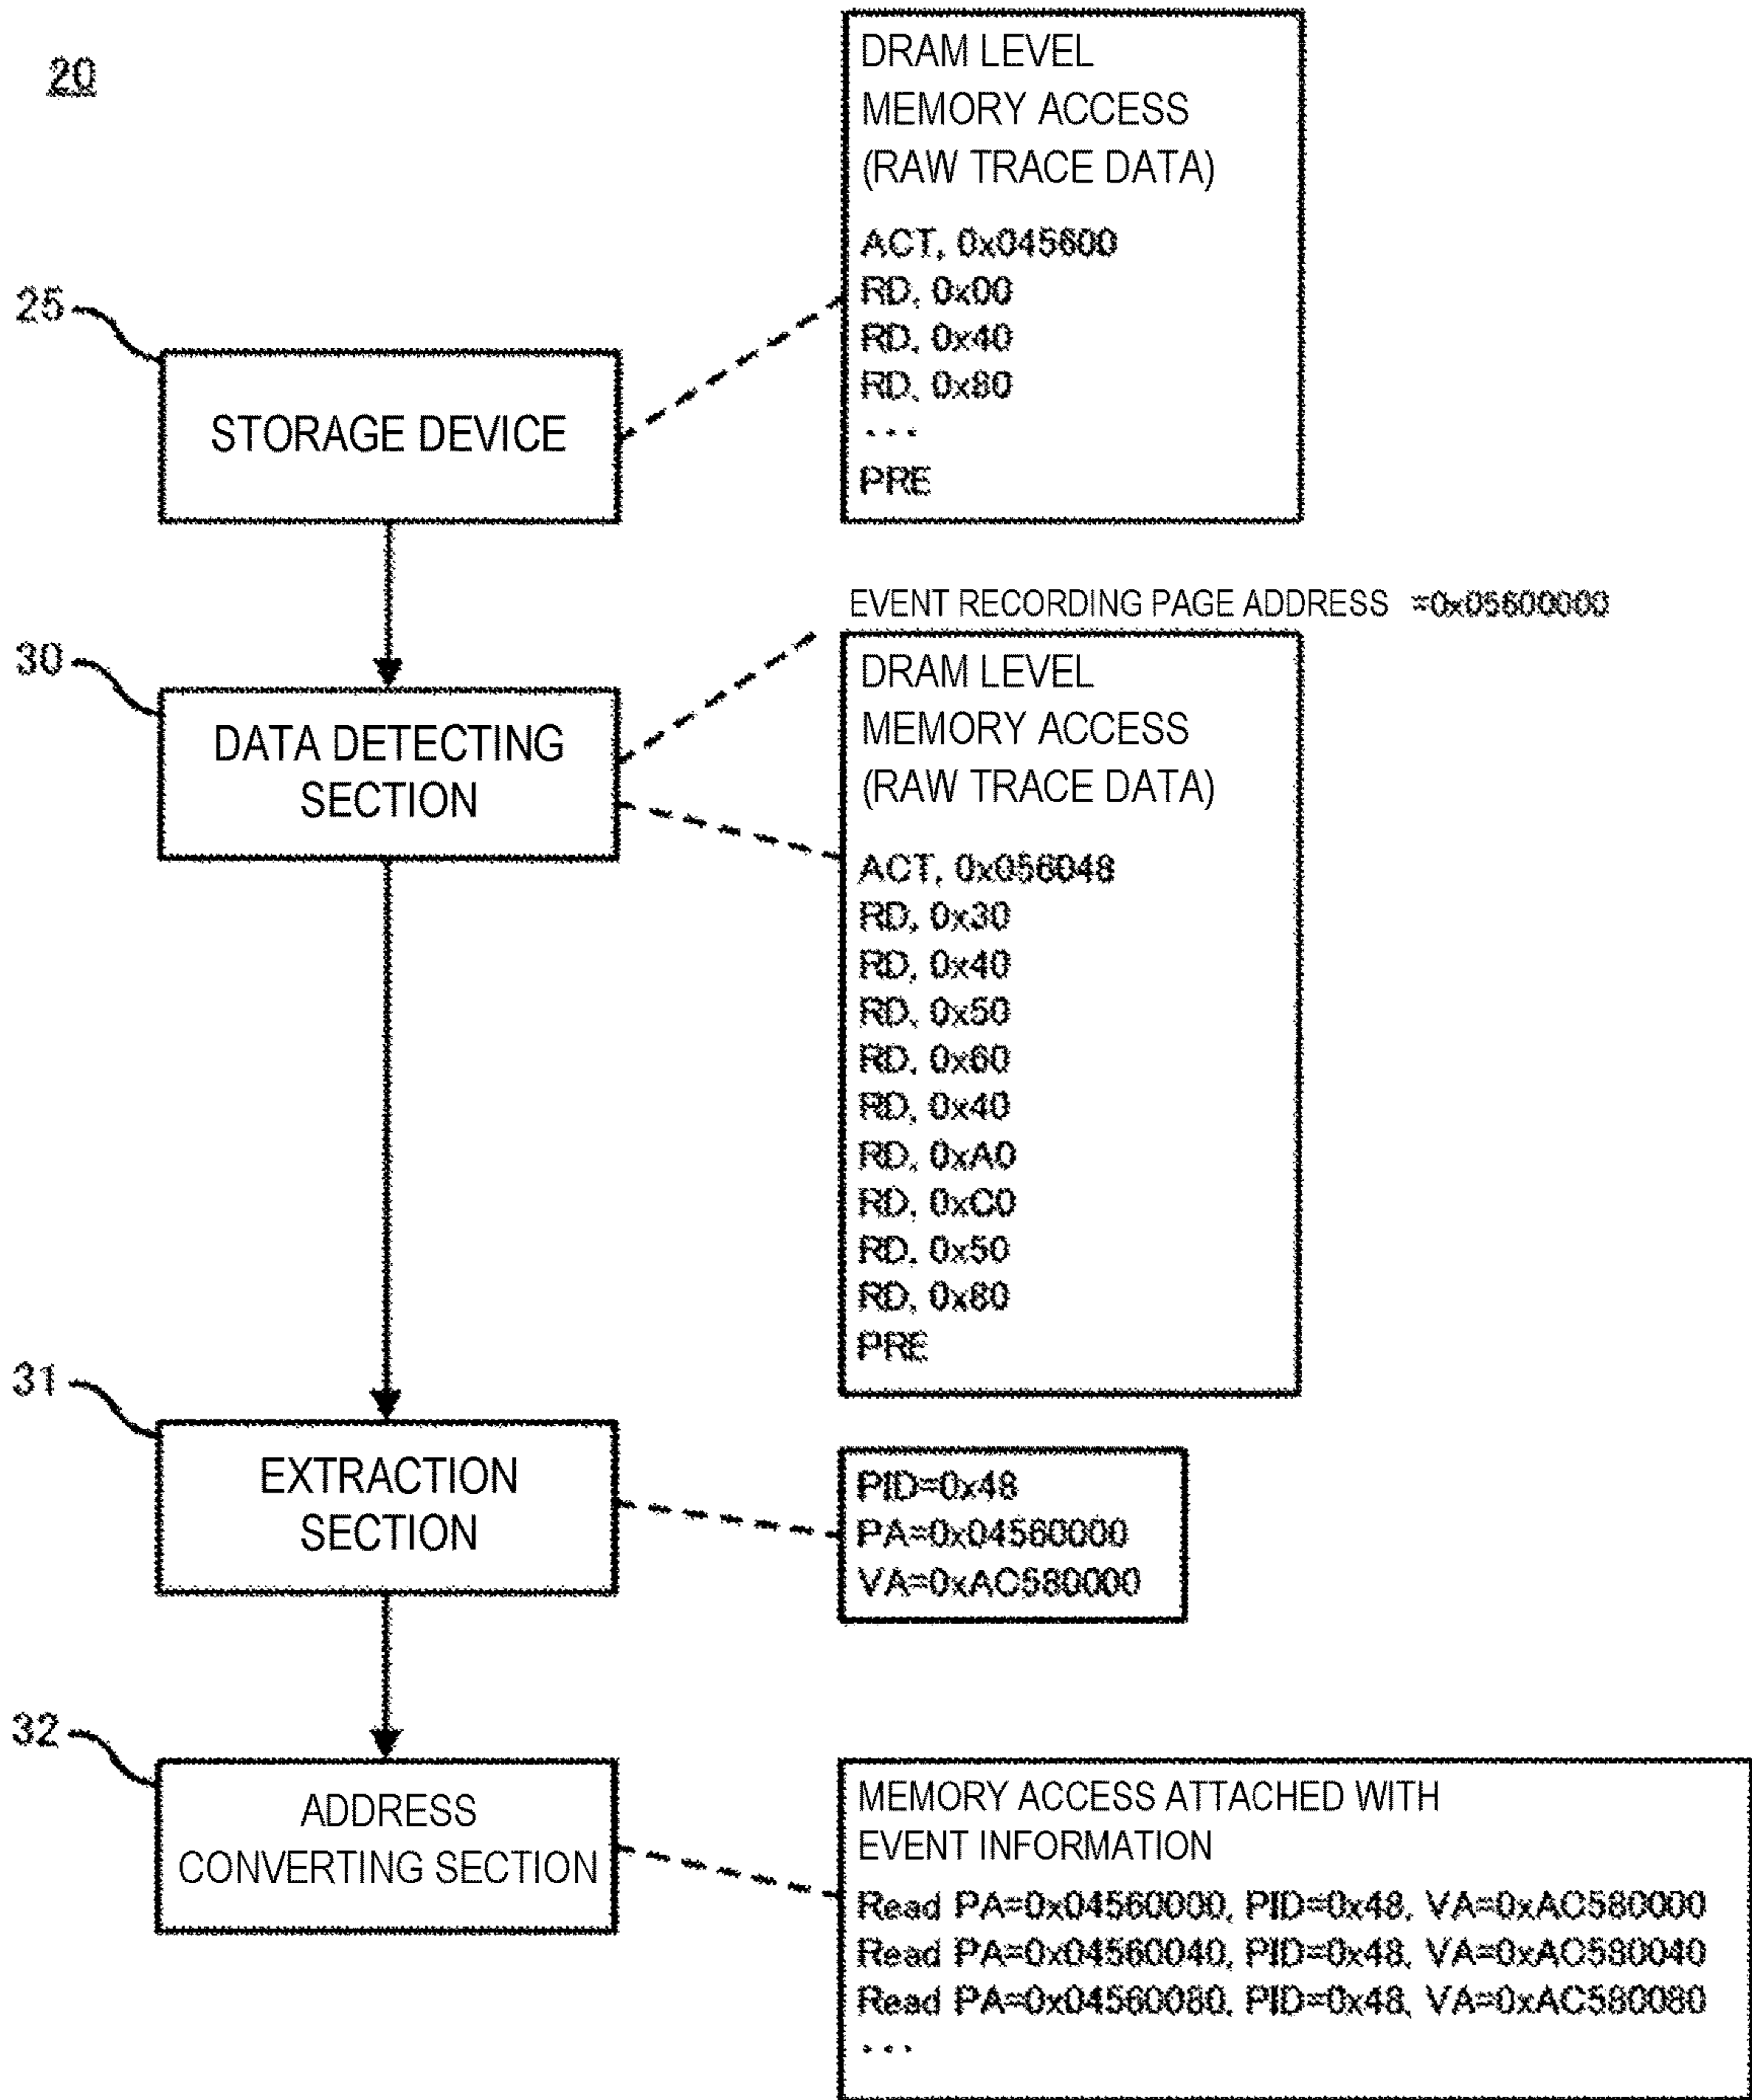 20
DRAM LEVEL
MEMORY ACCESS
(RAW TRACE DATA)
ACT, 0x045600
RD, 0x00
RD, 0x40
RD, 0x80
...
PRE
25
STORAGE DEVICE
EVENT RECORDING PAGE ADDRESS =0x05600000
30
DATA DETECTING
SECTION
DRAM LEVEL
MEMORY ACCESS
(RAW TRACE DATA)
ACT, 0x056048
RD, 0x30
RD, 0x40
RD, 0x50
RD, 0x60
RD, 0x40
RD, 0xA0
RD, 0xC0
RD, 0x50
RD, 0x80
PRE
31
EXTRACTION
SECTION
PID=0x48
PA=0x04560000
VA=0xAC580000
32
ADDRESS
CONVERTING SECTION
MEMORY ACCESS ATTACHED WITH
EVENT INFORMATION
Read PA=0x04560000, PID=0x48, VA=0xAC580000
Read PA=0x04560040, PID=0x48, VA=0xAC580040
Read PA=0x04560080, PID=0x48, VA=0xAC580080
...